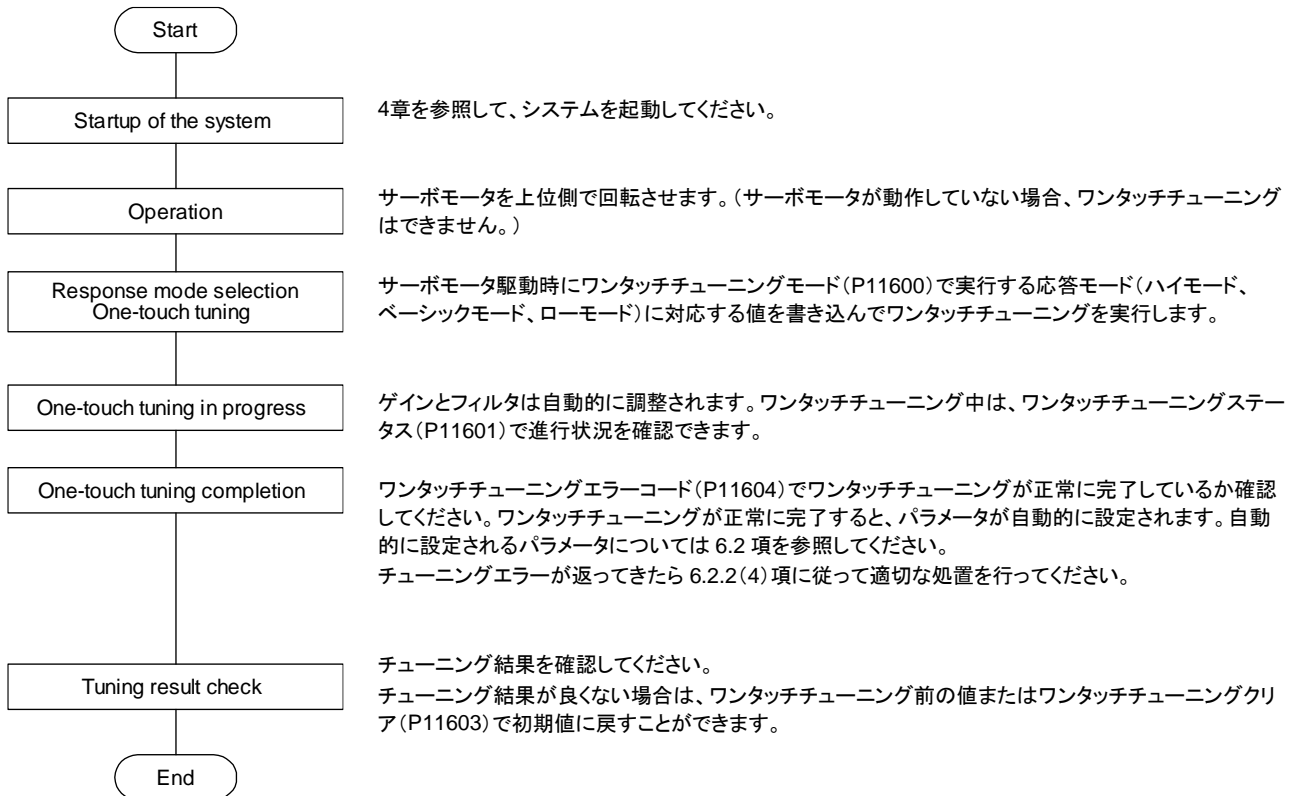 Start
Startup of the system
4章を参照して、システムを起動してください。
Operation
サーボモータを上位側で回転させます。（サーボモータが動作していない場合、ワンタッチチューニング
はできません。）
Response mode selection
One-touch tuning
サーボモータ駆動時にワンタッチチューニングモード（P11600）で実行する応答モード（ハイモード、
ベーシックモード、ローモード）に対応する値を書き込んでワンタッチチューニングを実行します。
One-touch tuning in progress
ゲインとフィルタは自動的に調整されます。ワンタッチチューニング中は、ワンタッチチューニングステー
タス（P11601）で進行状況を確認できます。
One-touch tuning completion
ワンタッチチューニングエラーコード（P11604）でワンタッチチューニングが正常に完了しているか確認
してください。ワンタッチチューニングが正常に完了すると、パラメータが自動的に設定されます。自動
的に設定されるパラメータについては 6.2 項を参照してください。
チューニングエラーが返ってきたら 6.2.2（4）項に従って適切な処置を行ってください。
Tuning result check
チューニング結果を確認してください。
チューニング結果が良くない場合は、ワンタッチチューニング前の値またはワンタッチチューニングクリ
ア（P11603）で初期値に戻すことができます。
End